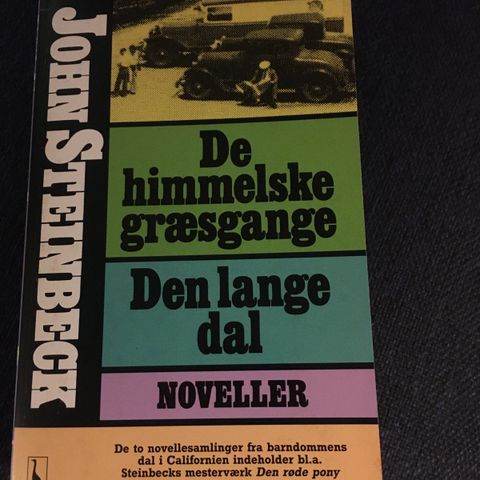 JOHN STEINBECK
De
himmelske
græsgange
Den lange
dal
NOVELLER
De to novellesamlinger fra barndommens
dal i Californien indeholder bl.a.
Steinbecks mesterværk Den røde pony